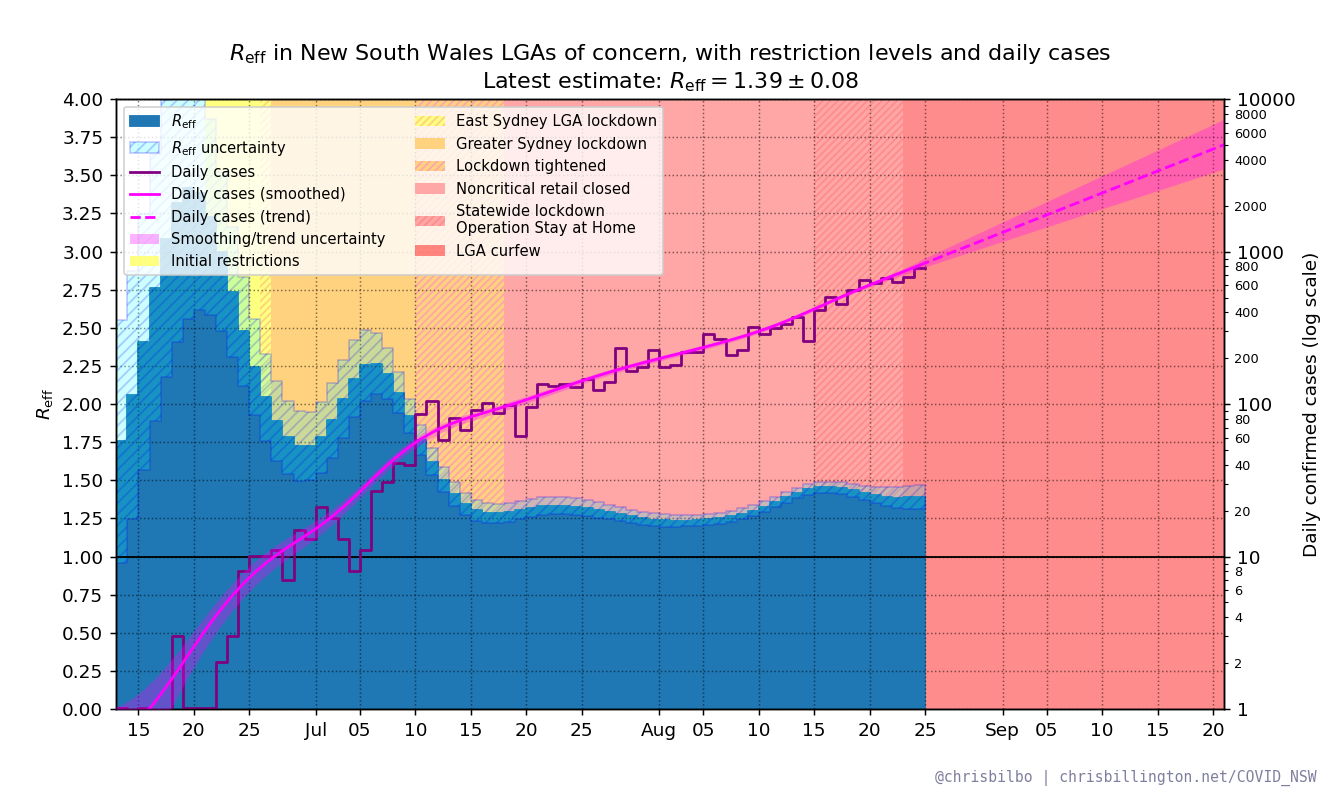 Reff in New South Wales LGAs of concern, with restriction levels and daily cases
Latest estimate: Reff = 1.39 ± 0.08
Reff
Reff uncertainty
Daily cases
Daily cases (smoothed)
Daily cases (trend)
Smoothing/trend uncertainty
Initial restrictions
East Sydney LGA lockdown
Greater Sydney lockdown
Lockdown tightened
Noncritical retail closed
Statewide lockdown
Operation Stay at Home
LGA curfew
4.00
3.75
3.50
3.25
3.00
2.75
2.50
2.25
2.00
1.75
1.50
1.25
1.00
0.75
0.50
0.25
0.00
Reff
10000
8000
6000
4000
2000
1000
800
600
400
200
100
80
60
40
20
10
8
6
4
2
1
Daily confirmed cases (log scale)
15 20 25 Jul 05 10 15 20 25 Aug 05 10 15 20 25 Sep 05 10 15 20
@chrisbilbo | chrisbillington.net/COVID_NSW